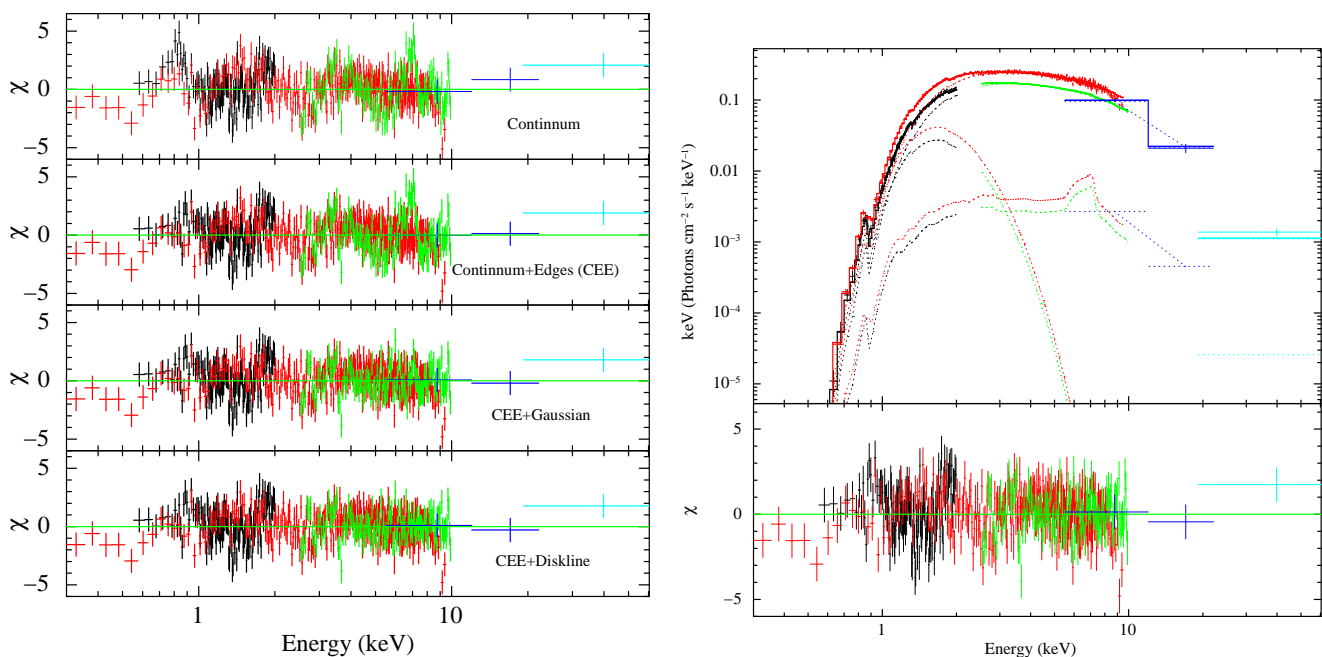 5
0
−5
χ
Continnum
5
0
−5
χ
Continnum+Edges (CEE)
5
0
−5
χ
CEE+Gaussian
5
0
−5
χ
CEE+Diskline
1 10
Energy (keV)
keV (Photons cm⁻² s⁻¹ keV⁻¹)
0.1
0.01
10⁻³
10⁻⁴
10⁻⁵
5
0
−5
χ
1 10
Energy (keV)